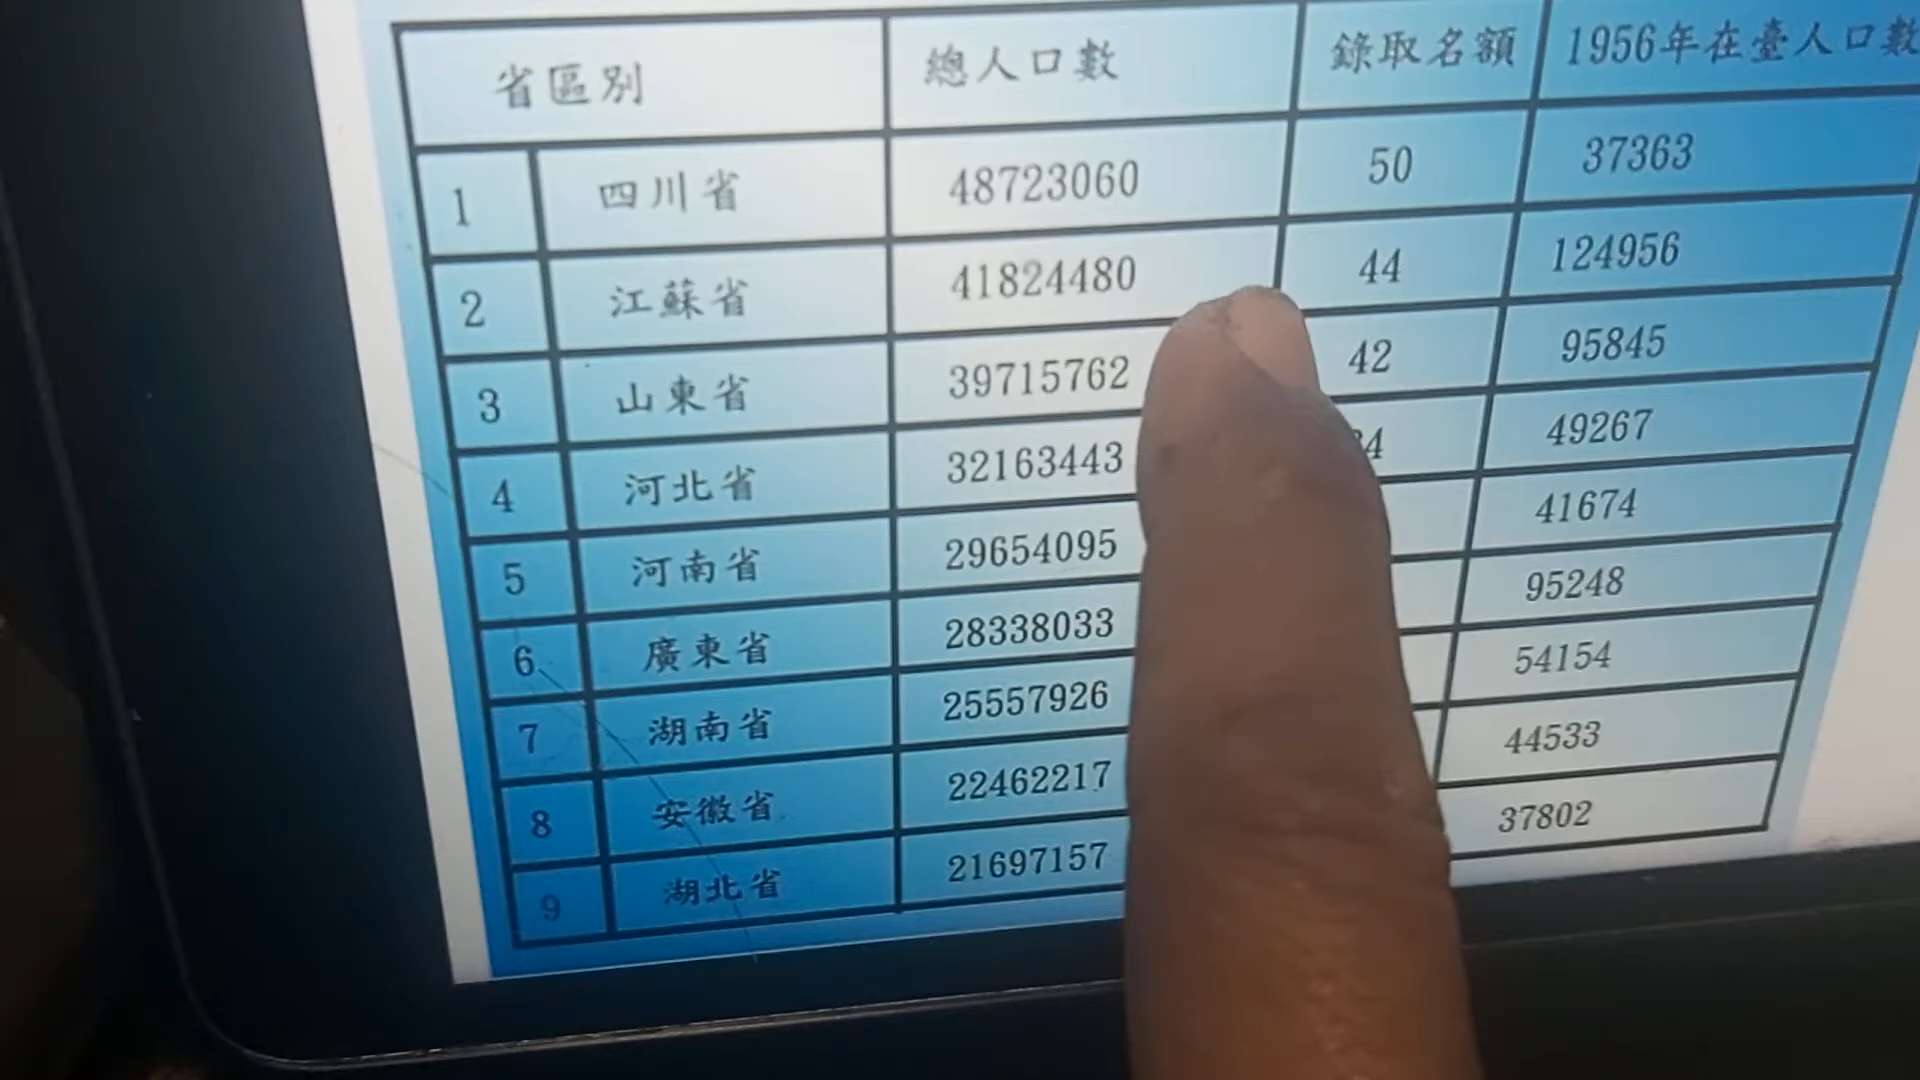 省區別 總人口數 錄取名額 1956年在臺人口數
1 四川省 48723060 50 37363
2 江蘇省 41824480 44 124956
3 山東省 39715762 42 95845
4 河北省 32163443 49267
5 河南省 29654095 41674
6 廣東省 28338033 95248
7 湖南省 25557926 54154
8 安徽省 22462217 44533
9 湖北省 21697157 37802